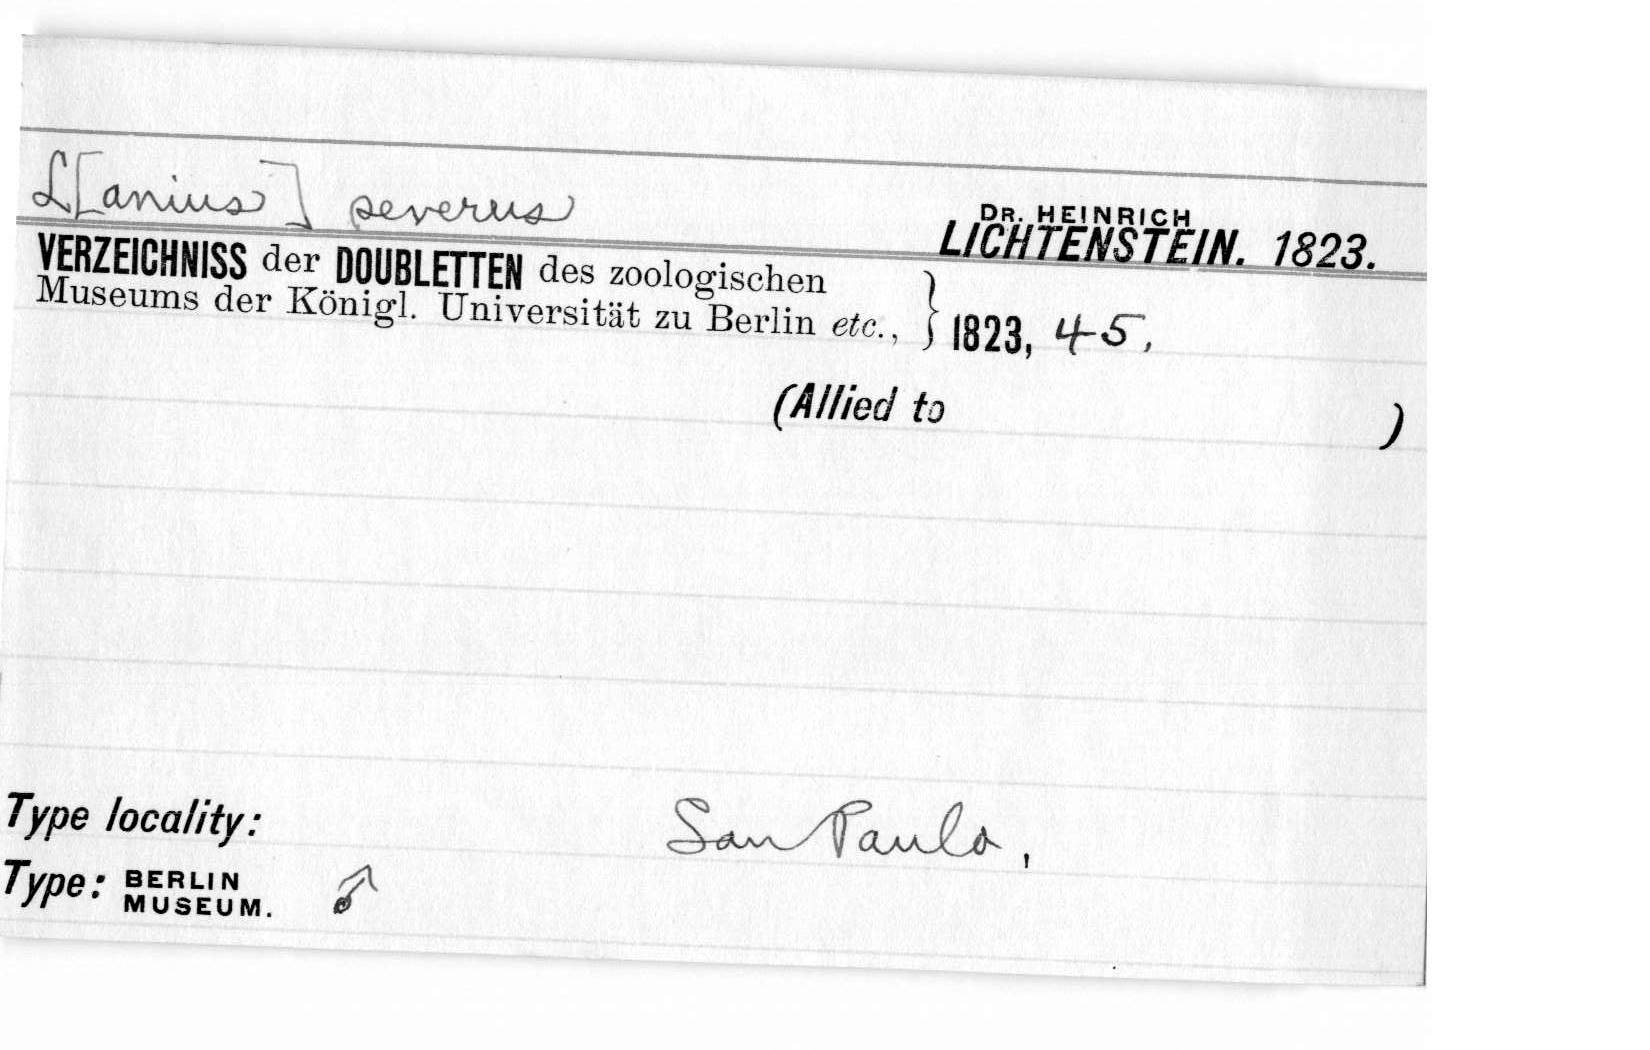 L[anius] severus
DR. HEINRICH
LICHTENSTEIN. 1823.
VERZEICHNISS der DOUBLETTEN des zoologischen
Museums der Königl. Universität zu Berlin etc., } 1823, 45,
(Allied to )
Type locality: San Paulo,
Type: BERLIN MUSEUM. ♂